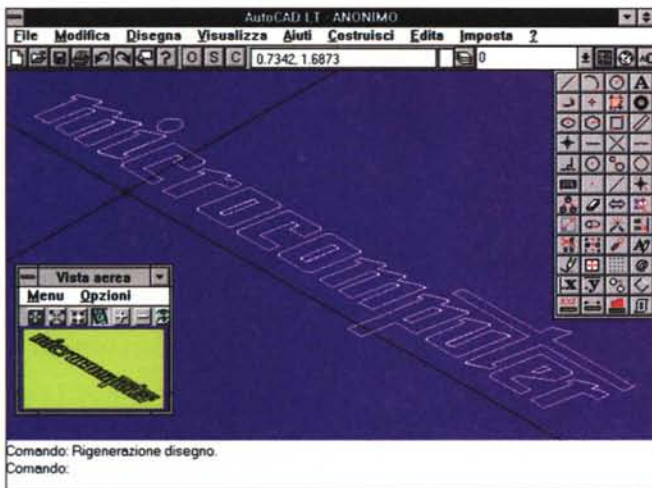 AutoCAD LT - ANONIMO
File Modifica Disegna Visualizza Aiuti Costruisci Edita Imposta ?
? O S C 0.7342, 1.6873 0
A
microcomputer
Vista aerea
Menu Opzioni
microcomputer
Comando: Rigenerazione disegno.
Comando: